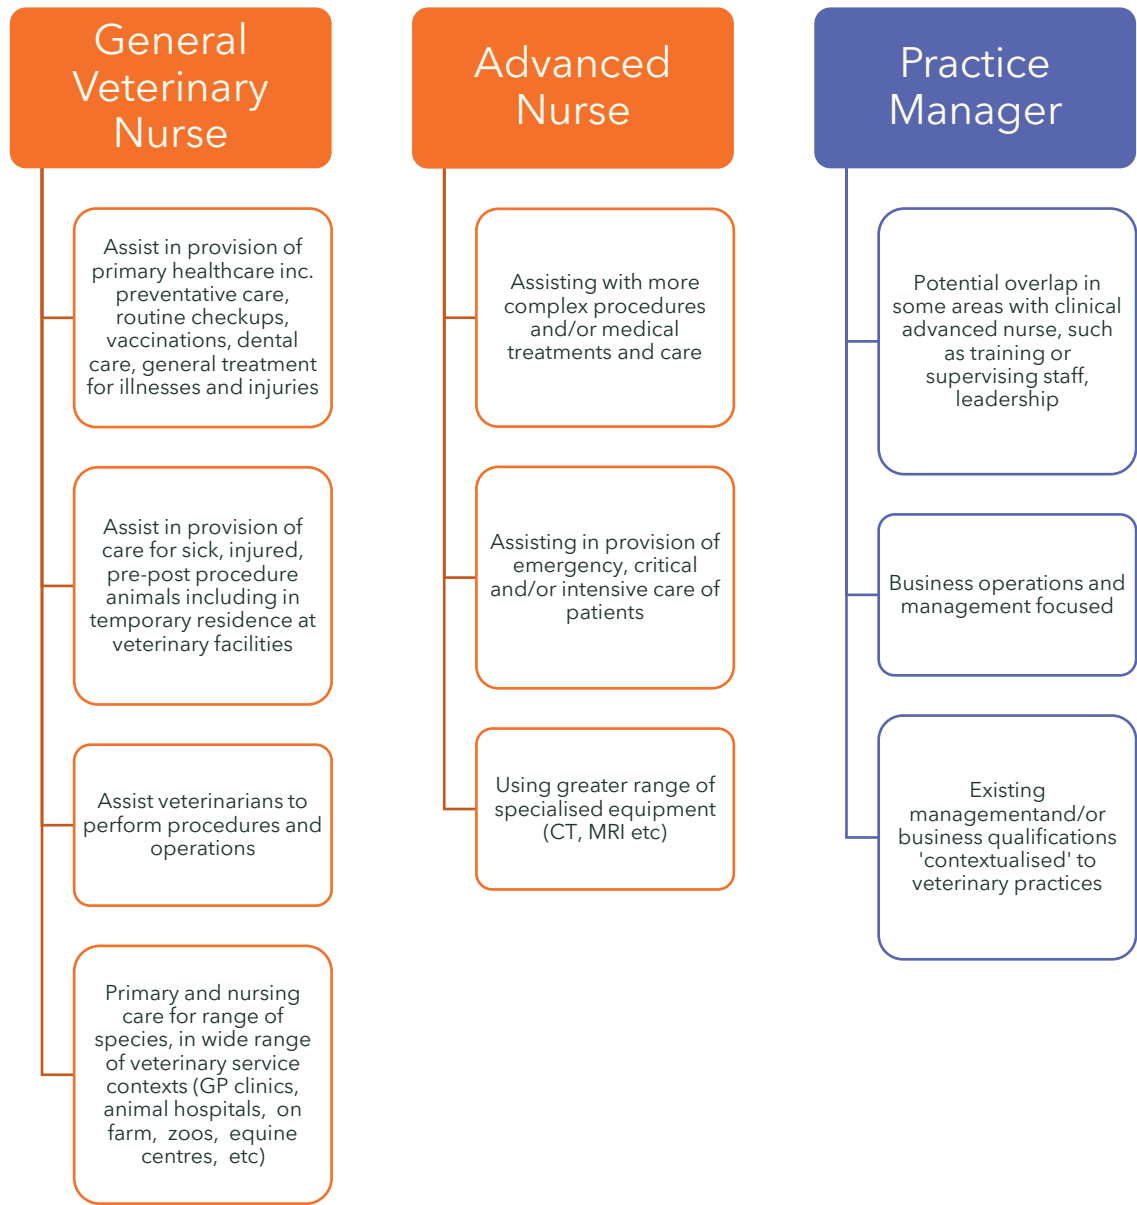 General
Veterinary
Nurse
Assist in provision of
primary healthcare inc.
preventative care,
routine checkups,
vaccinations, dental
care, general treatment
for illnesses and injuries
Assist in provision of
care for sick, injured,
pre-post procedure
animals including in
temporary residence at
veterinary facilities
Assist veterinarians to
perform procedures and
operations
Primary and nursing
care for range of
species, in wide range
of veterinary service
contexts (GP clinics,
animal hospitals, on
farm, zoos, equine
centres, etc)
Advanced
Nurse
Assisting with more
complex procedures
and/or medical
treatments and care
Assisting in provision of
emergency, critical
and/or intensive care of
patients
Using greater range of
specialised equipment
(CT, MRI etc)
Practice
Manager
Potential overlap in
some areas with clinical
advanced nurse, such
as training or
supervising staff,
leadership
Business operations and
management focused
Existing
managementand/or
business qualifications
'contextualised' to
veterinary practices